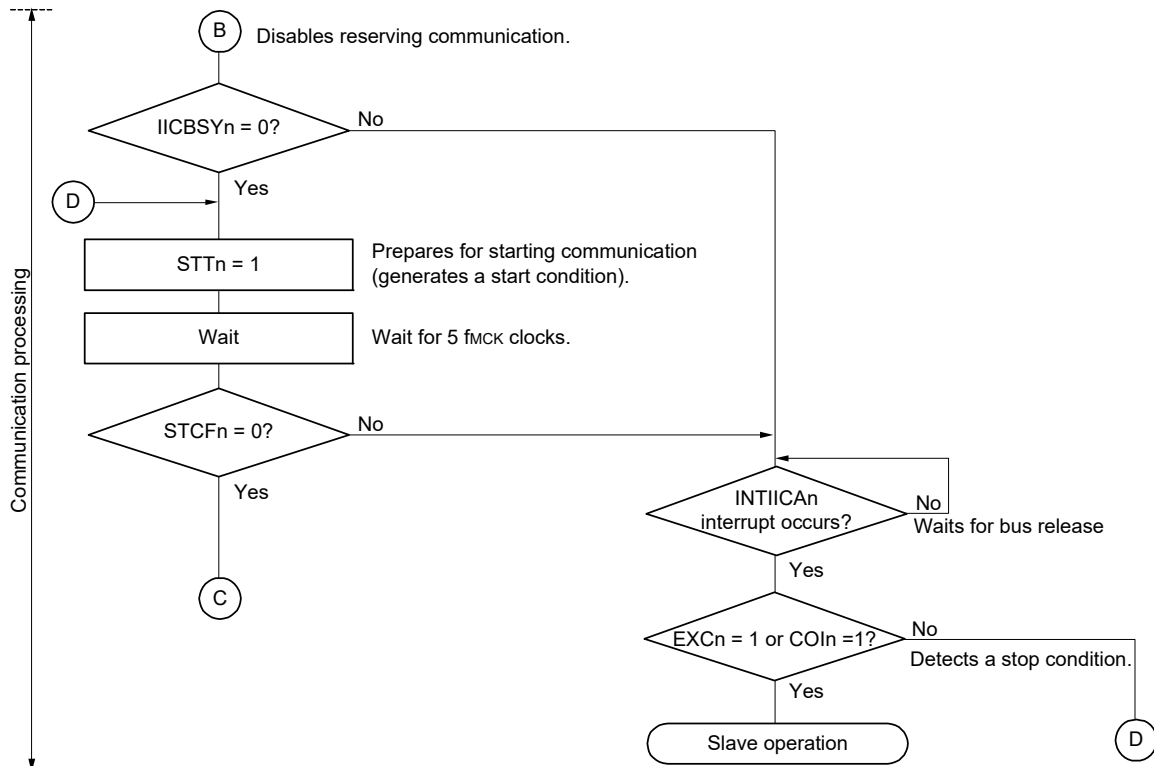 B
Disables reserving communication.
IICBSYn = 0?
No
Yes
D
STTn = 1
Prepares for starting communication
(generates a start condition).
Wait
Wait for 5 fMCK clocks.
STCFn = 0?
No
Yes
C
INTIICAn
interrupt occurs?
No
Waits for bus release
Yes
EXCn = 1 or COIn =1?
No
Detects a stop condition.
Yes
Slave operation
D
Communication processing